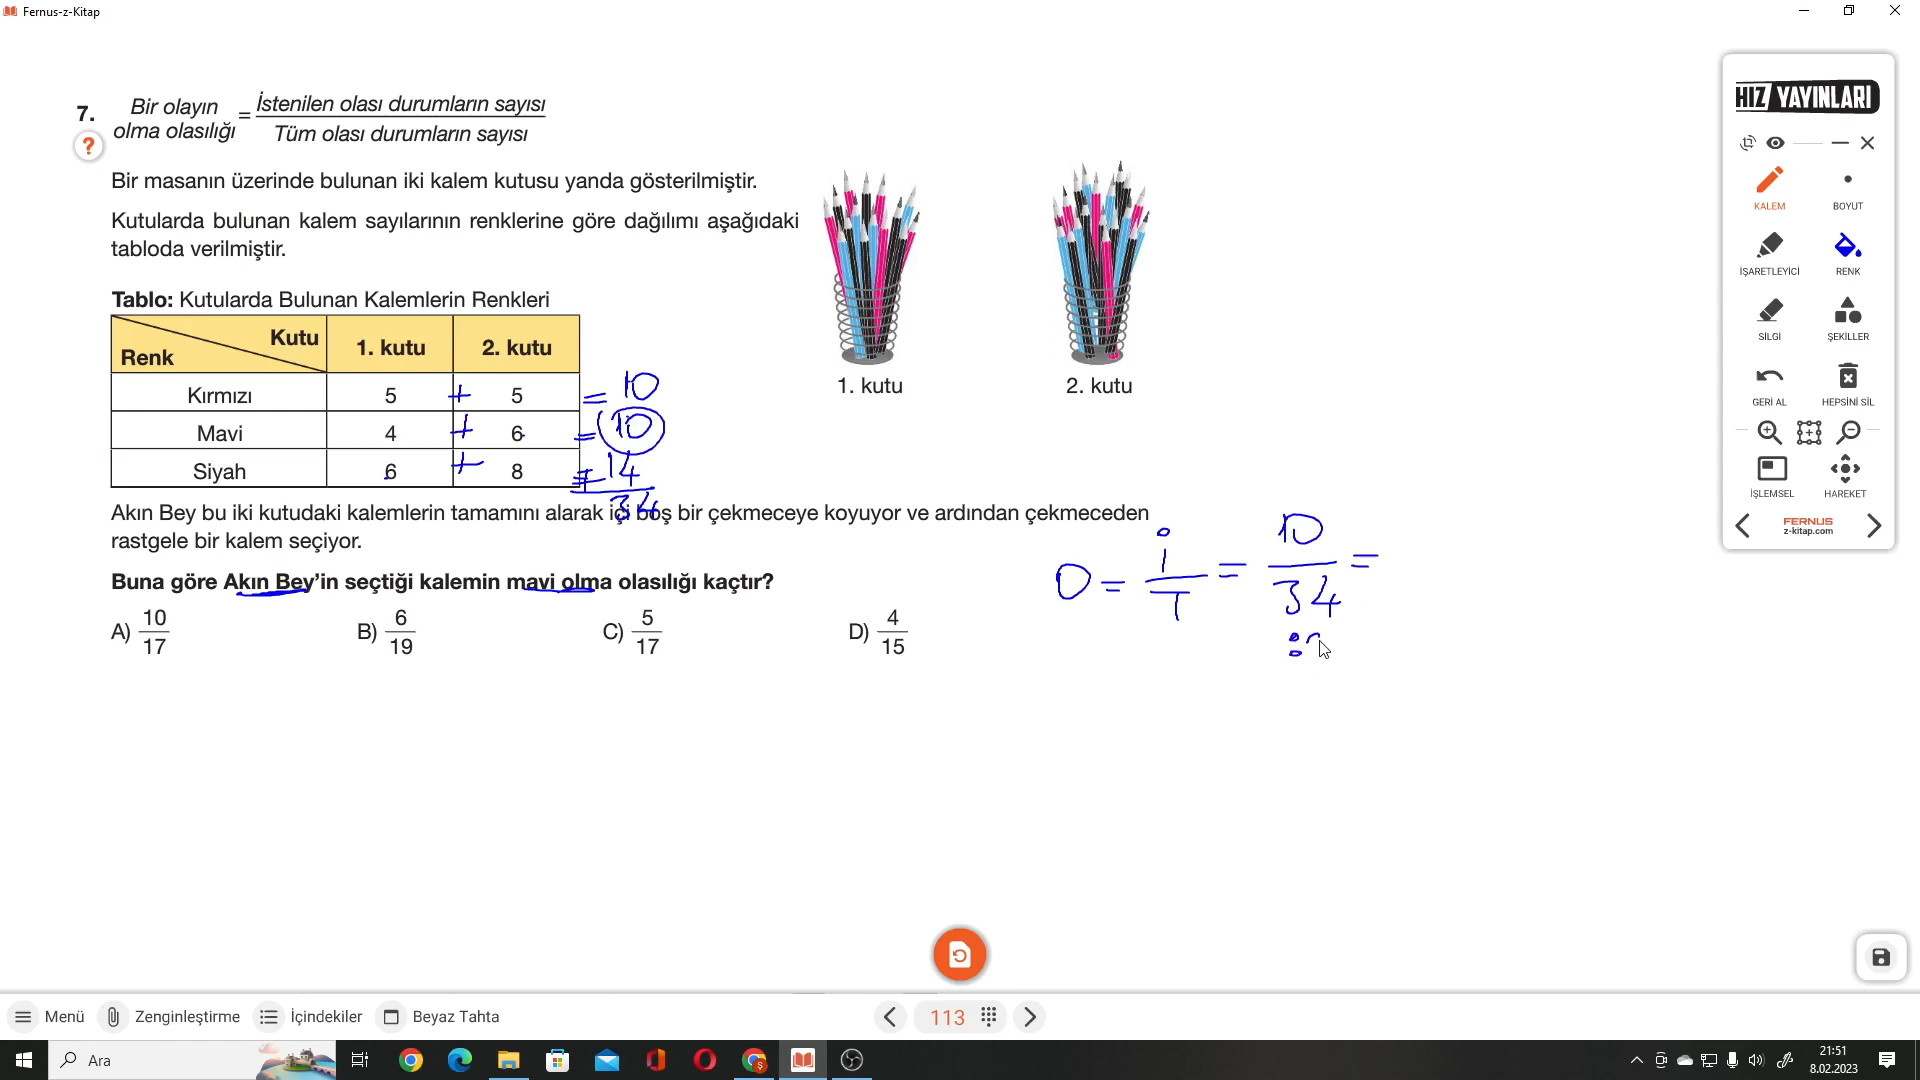 Fernus-z-Kitap
7.
Bir olayın
olma olasılığı
=
İstenilen olası durumların sayısı
Tüm olası durumların sayısı
?
Bir masanın üzerinde bulunan iki kalem kutusu yanda gösterilmiştir.
Kutularda bulunan kalem sayılarının renklerine göre dağılımı aşağıdaki
tabloda verilmiştir.
Tablo: Kutularda Bulunan Kalemlerin Renkleri
Kutu
Renk
1. kutu
2. kutu
Kırmızı 5 + 5 = 10
Mavi 4 + 6 = 10
Siyah 6 + 8 = 14
+
34
1. kutu
2. kutu
Akın Bey bu iki kutudaki kalemlerin tamamını alarak içi boş bir çekmeceye koyuyor ve ardından çekmeceden
rastgele bir kalem seçiyor.
Buna göre Akın Bey'in seçtiği kalemin mavi olma olasılığı kaçtır?
A) 10/17
B) 6/19
C) 5/17
D) 4/15
O = i/T = 10/34 =
:
HIZ YAYINLARI
KALEM
BOYUT
İŞARETLEYİCİ
RENK
SİLGİ
ŞEKİLLER
GERİ AL
HEPSİNİ SİL
İŞLEMSEL
HAREKET
FERNUS
z-kitap.com
Menü
Zenginleştirme
İçindekiler
Beyaz Tahta
113
Ara
21:51
8.02.2023